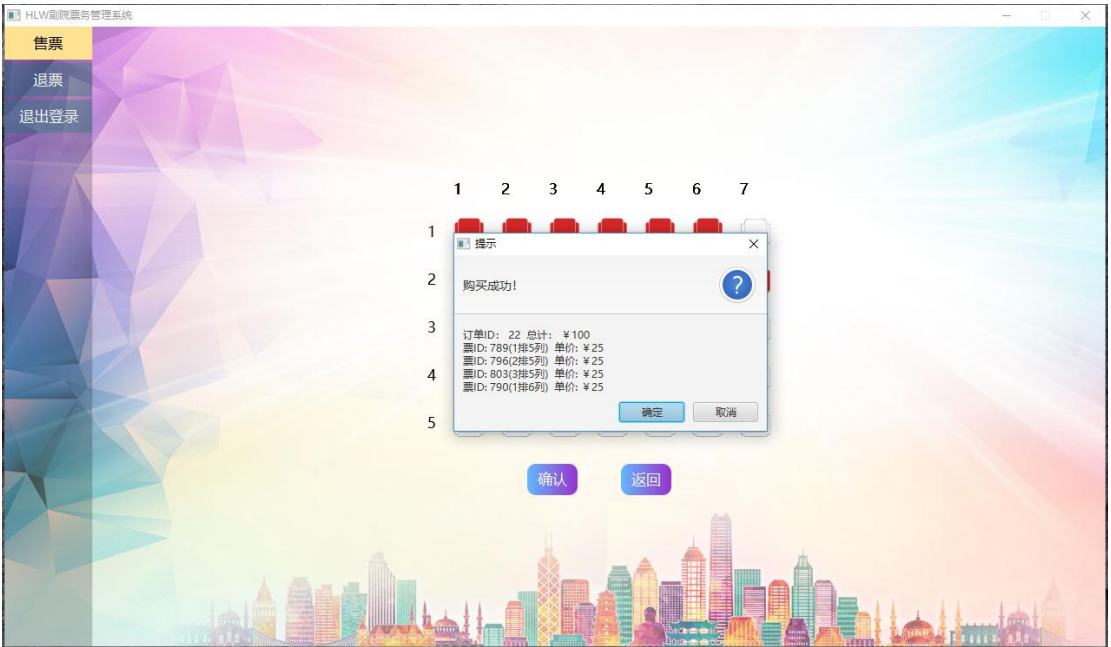 HLW剧院票务管理系统
售票
退票
退出登录
1 2 3 4 5 6 7
1
2
3
4
5
提示
购买成功!
?
订单ID: 22 总计: ￥100
票ID: 789(1排5列) 单价: ￥25
票ID: 796(2排5列) 单价: ￥25
票ID: 803(3排5列) 单价: ￥25
票ID: 790(1排6列) 单价: ￥25
确定 取消
确认 返回